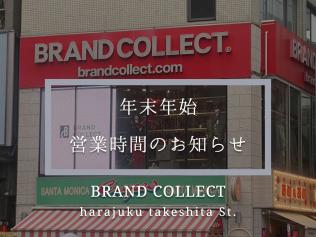 BRAND COLLECT®
brandcollect.com
年末年始
営業時間のお知らせ
BRAND
SANTA MONICA
BRAND COLLECT
harajuku takeshita St.